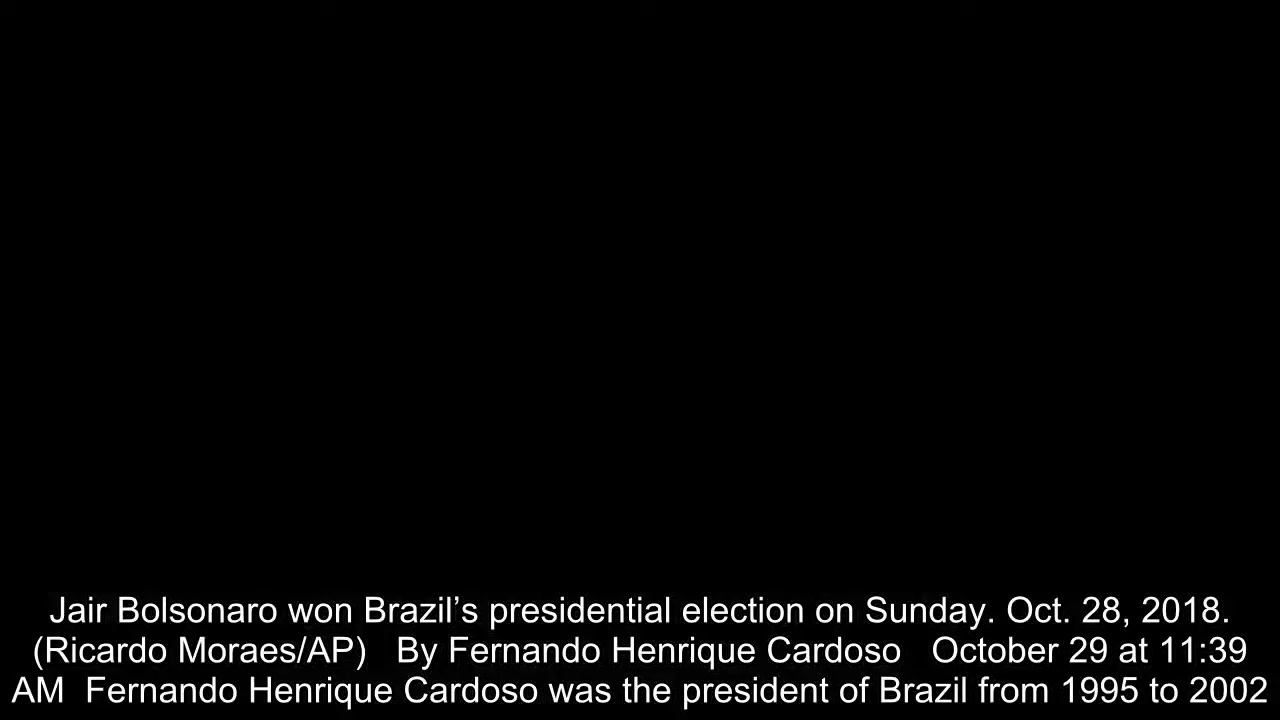 Jair Bolsonaro won Brazil’s presidential election on Sunday. Oct. 28, 2018.
(Ricardo Moraes/AP)   By Fernando Henrique Cardoso   October 29 at 11:39
AM  Fernando Henrique Cardoso was the president of Brazil from 1995 to 2002